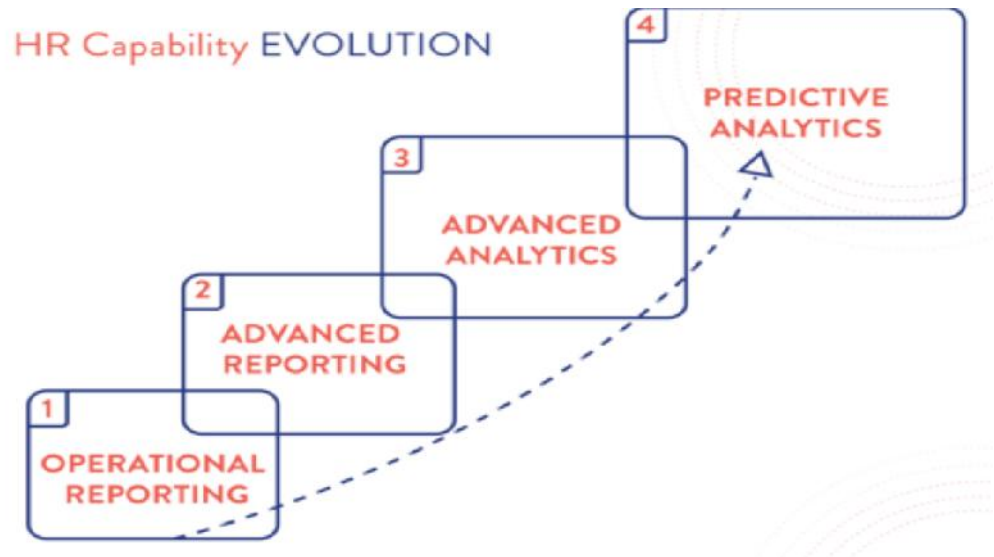 HR Capability EVOLUTION
4
PREDICTIVE
ANALYTICS
3
ADVANCED
ANALYTICS
2
ADVANCED
REPORTING
1
OPERATIONAL
REPORTING